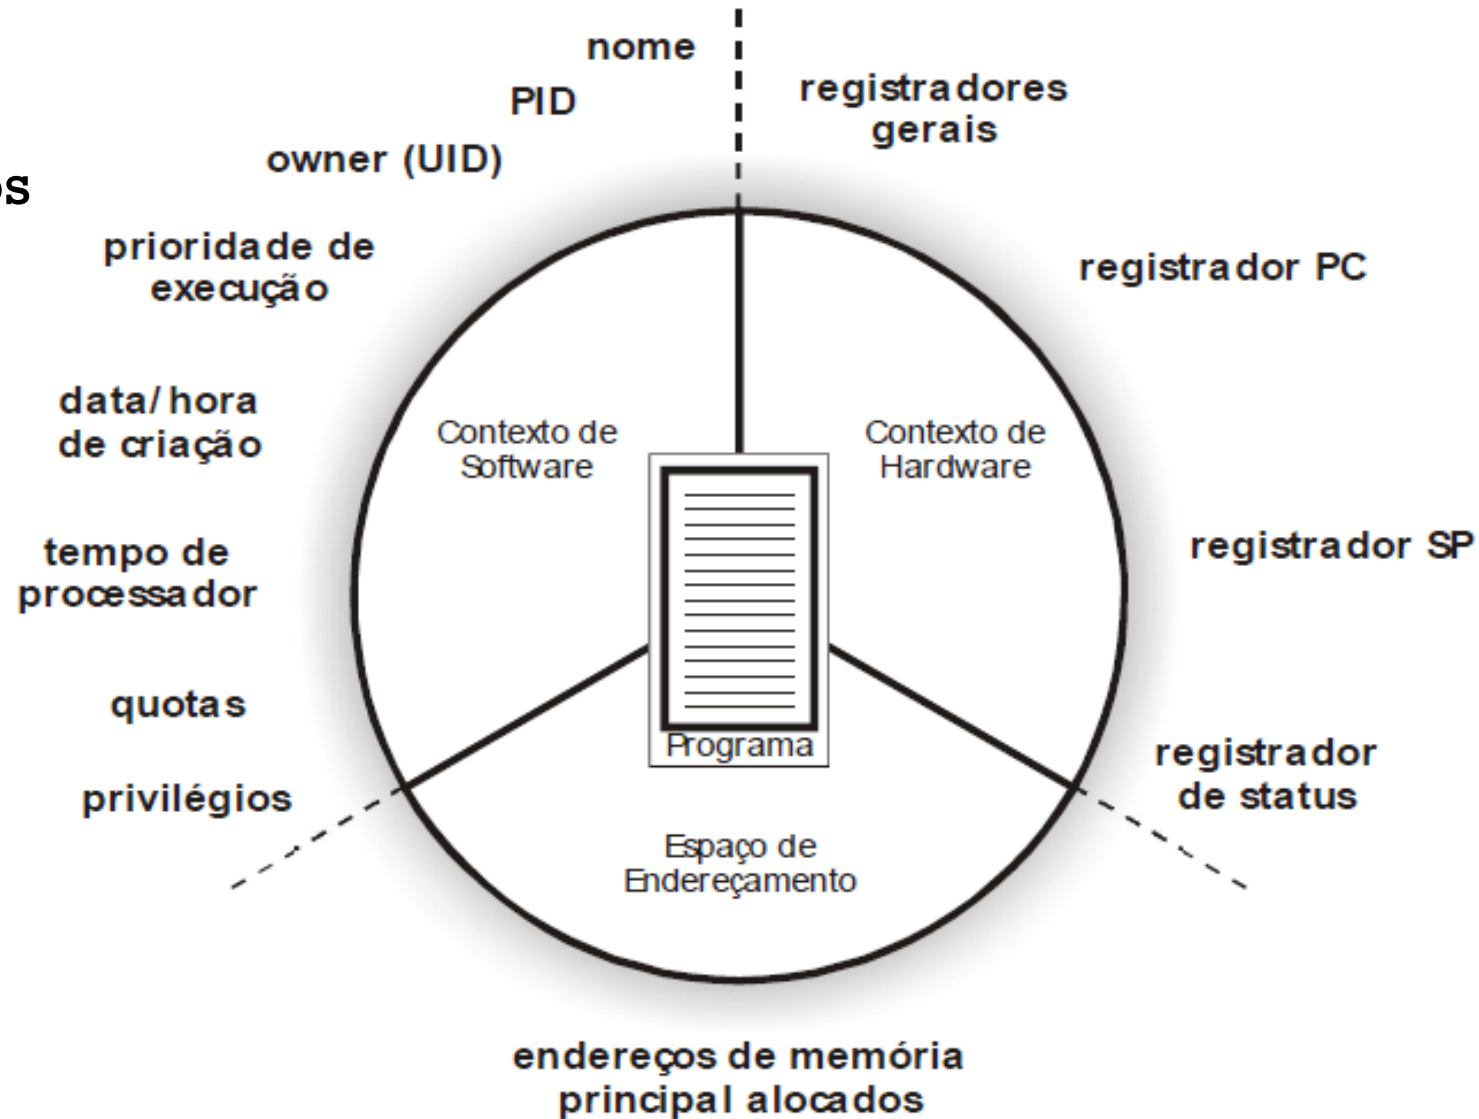 nome
PID
owner (UID)
prioridade de
execução
data/hora
de criação
tempo de
processador
quotas
privilégios
registradores
gerais
registrador PC
registrador SP
registrador
de status
Contexto de
Software
Contexto de
Hardware
Programa
Espaço de
Endereçamento
endereços de memória
principal alocados